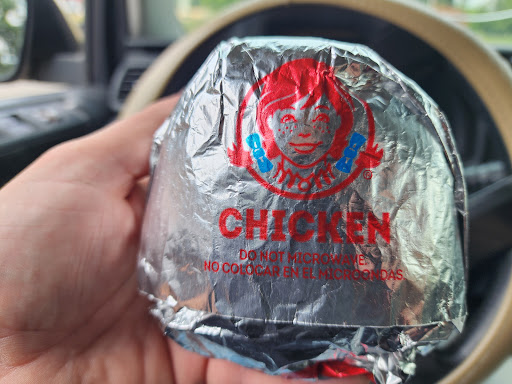 CHICKEN
DO NOT MICROWAVE.
NO COLOCAR EN EL MICROONDAS.